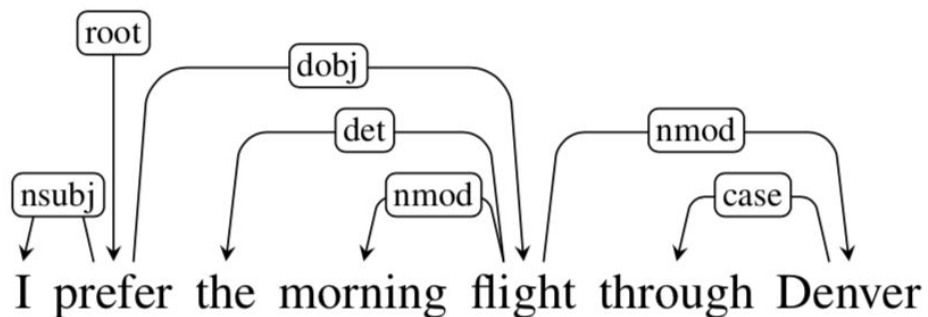 root
dobj
det
nmod
nsubj
nmod
case
I prefer the morning flight through Denver